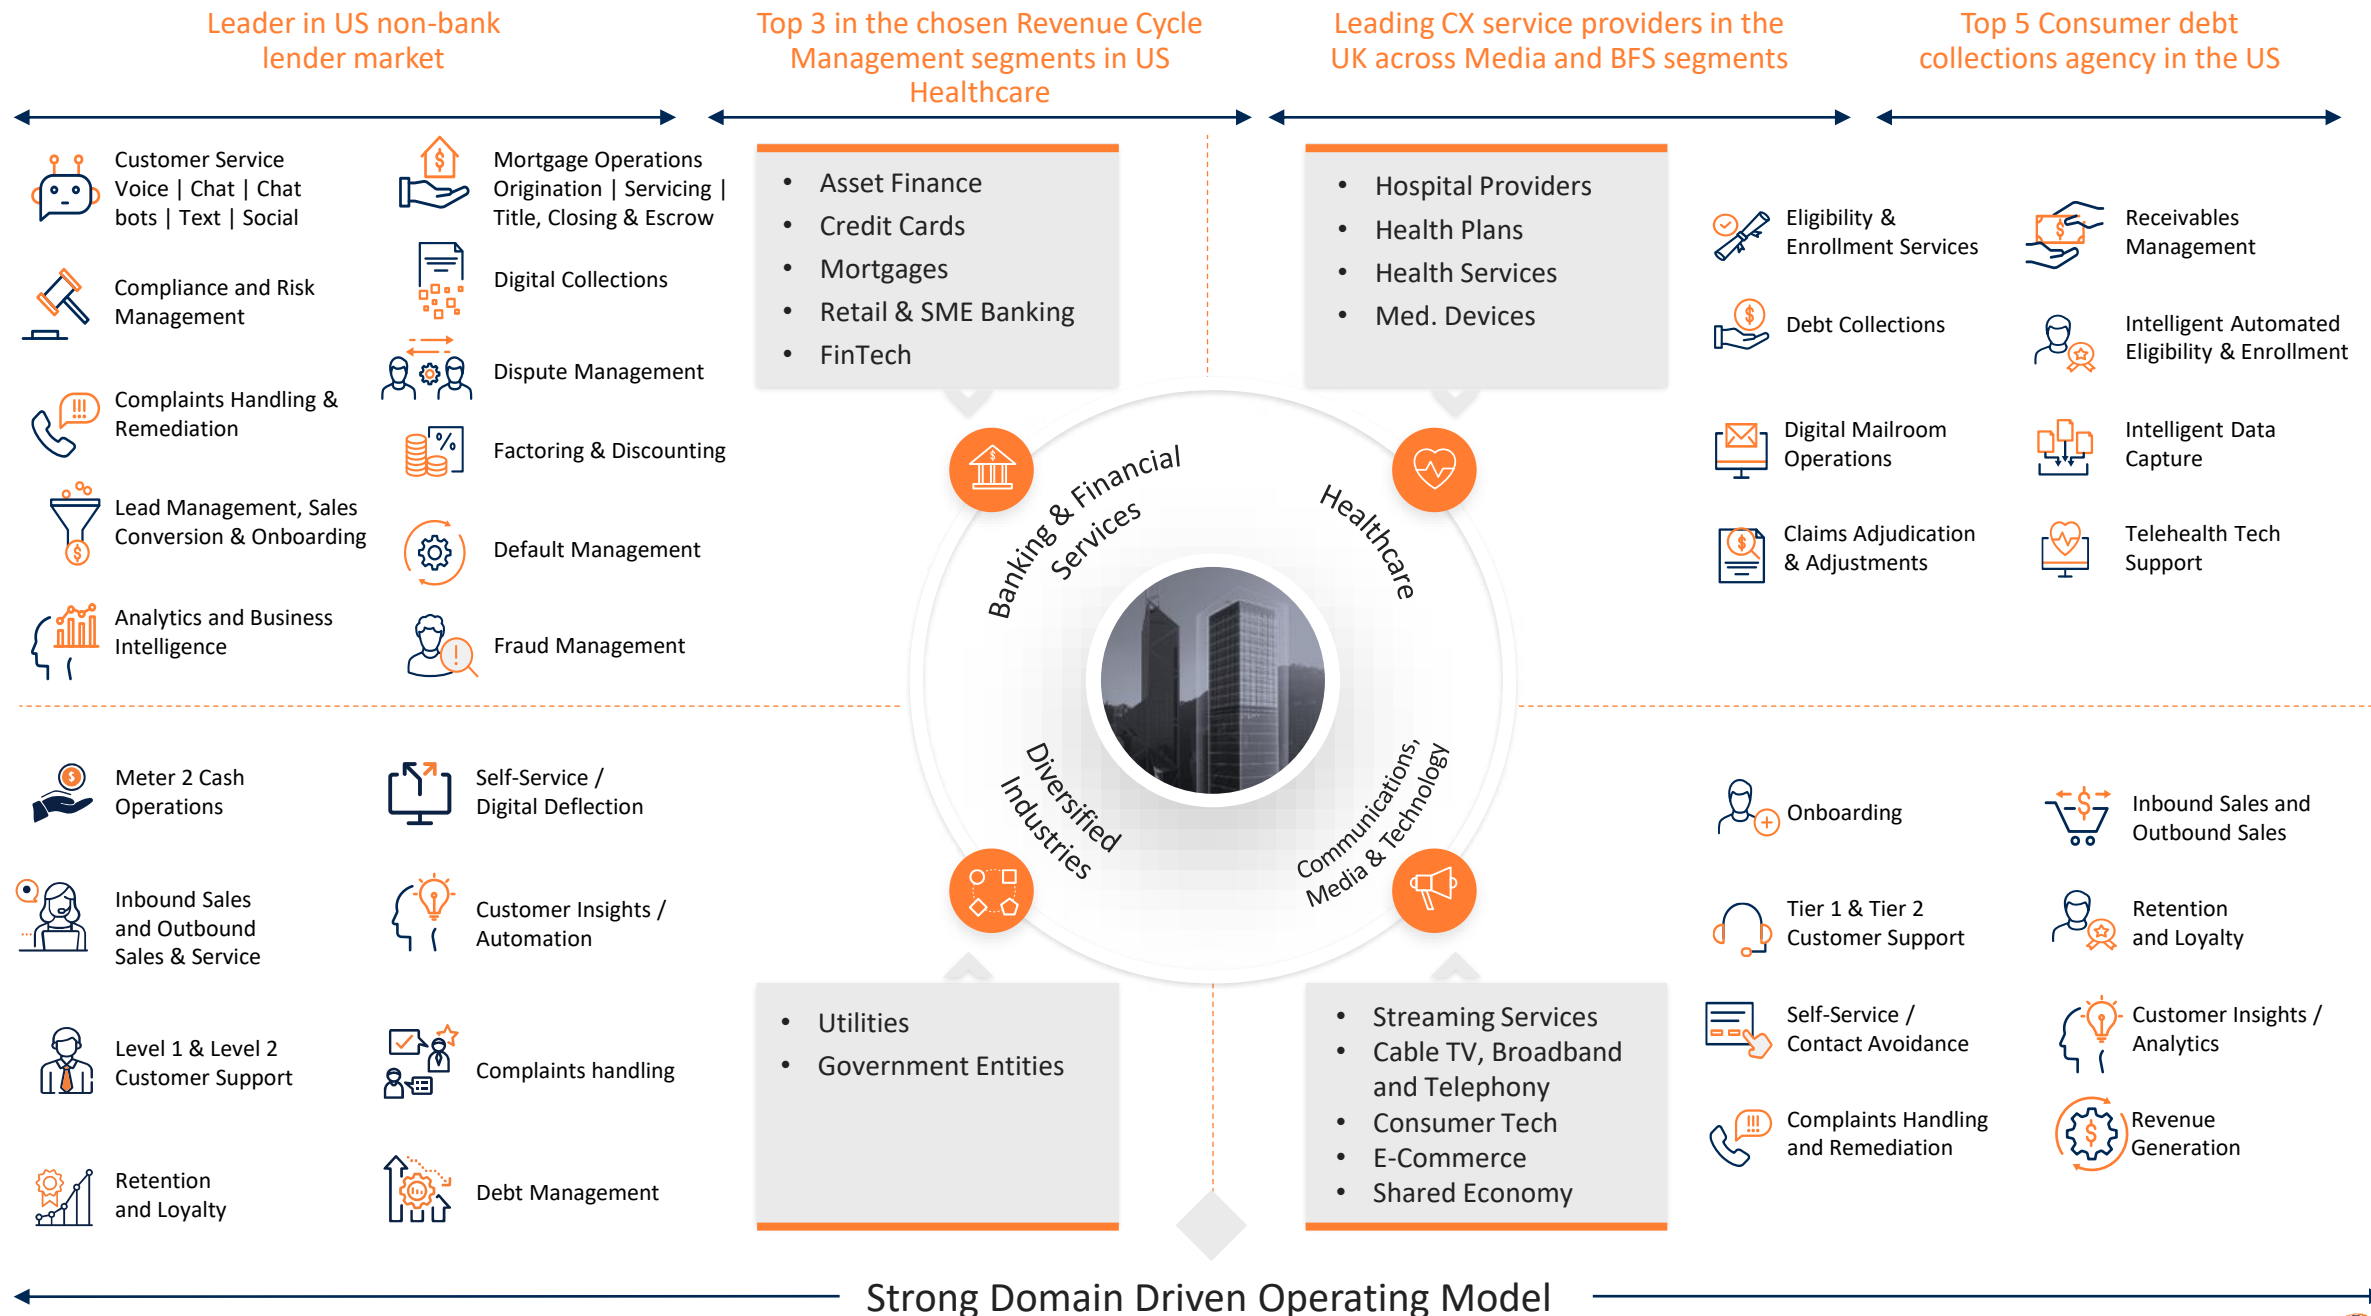 Leader in US non-bank
lender market
Top 3 in the chosen Revenue Cycle
Management segments in US
Healthcare
Leading CX service providers in the
UK across Media and BFS segments
Top 5 Consumer debt
collections agency in the US
Customer Service
Voice | Chat | Chat
bots | Text | Social
Compliance and Risk
Management
Complaints Handling &
Remediation
Lead Management, Sales
Conversion & Onboarding
Analytics and Business
Intelligence
Mortgage Operations
Origination | Servicing |
Title, Closing & Escrow
Digital Collections
Dispute Management
Factoring & Discounting
Default Management
Fraud Management
• Asset Finance
• Credit Cards
• Mortgages
• Retail & SME Banking
• FinTech
• Hospital Providers
• Health Plans
• Health Services
• Med. Devices
Eligibility &
Enrollment Services
Debt Collections
Digital Mailroom
Operations
Claims Adjudication
& Adjustments
Receivables
Management
Intelligent Automated
Eligibility & Enrollment
Intelligent Data
Capture
Telehealth Tech
Support
Banking & Financial
Services
Healthcare
Diversified
Industries
Communications,
Media & Technology
Meter 2 Cash
Operations
Inbound Sales
and Outbound
Sales & Service
Level 1 & Level 2
Customer Support
Retention
and Loyalty
Self-Service /
Digital Deflection
Customer Insights /
Automation
Complaints handling
Debt Management
• Utilities
• Government Entities
• Streaming Services
• Cable TV, Broadband
and Telephony
• Consumer Tech
• E-Commerce
• Shared Economy
Onboarding
Tier 1 & Tier 2
Customer Support
Self-Service /
Contact Avoidance
Complaints Handling
and Remediation
Inbound Sales and
Outbound Sales
Retention
and Loyalty
Customer Insights /
Analytics
Revenue
Generation
Strong Domain Driven Operating Model